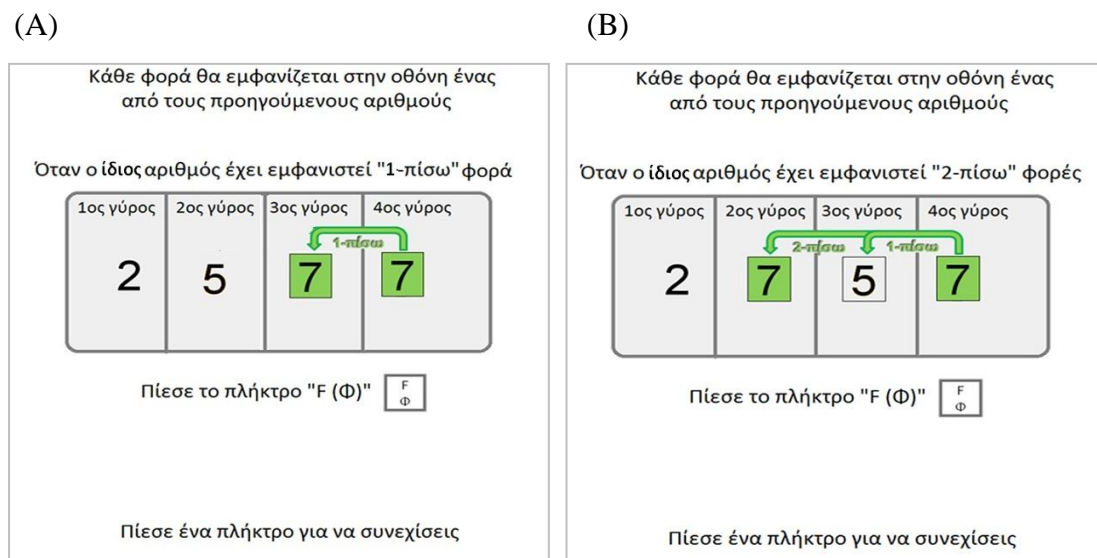 (A)
Κάθε φορά θα εμφανίζεται στην οθόνη ένας
από τους προηγούμενους αριθμούς
Όταν ο ίδιος αριθμός έχει εμφανιστεί "1-πίσω" φορά
1ος γύρος 2ος γύρος 3ος γύρος 4ος γύρος
1-πίσω
2 5 7 7
Πίεσε το πλήκτρο "F (Φ)" F
Φ
Πίεσε ένα πλήκτρο για να συνεχίσεις
(B)
Κάθε φορά θα εμφανίζεται στην οθόνη ένας
από τους προηγούμενους αριθμούς
Όταν ο ίδιος αριθμός έχει εμφανιστεί "2-πίσω" φορές
1ος γύρος 2ος γύρος 3ος γύρος 4ος γύρος
2-πίσω 1-πίσω
2 7 5 7
Πίεσε το πλήκτρο "F (Φ)" F
Φ
Πίεσε ένα πλήκτρο για να συνεχίσεις